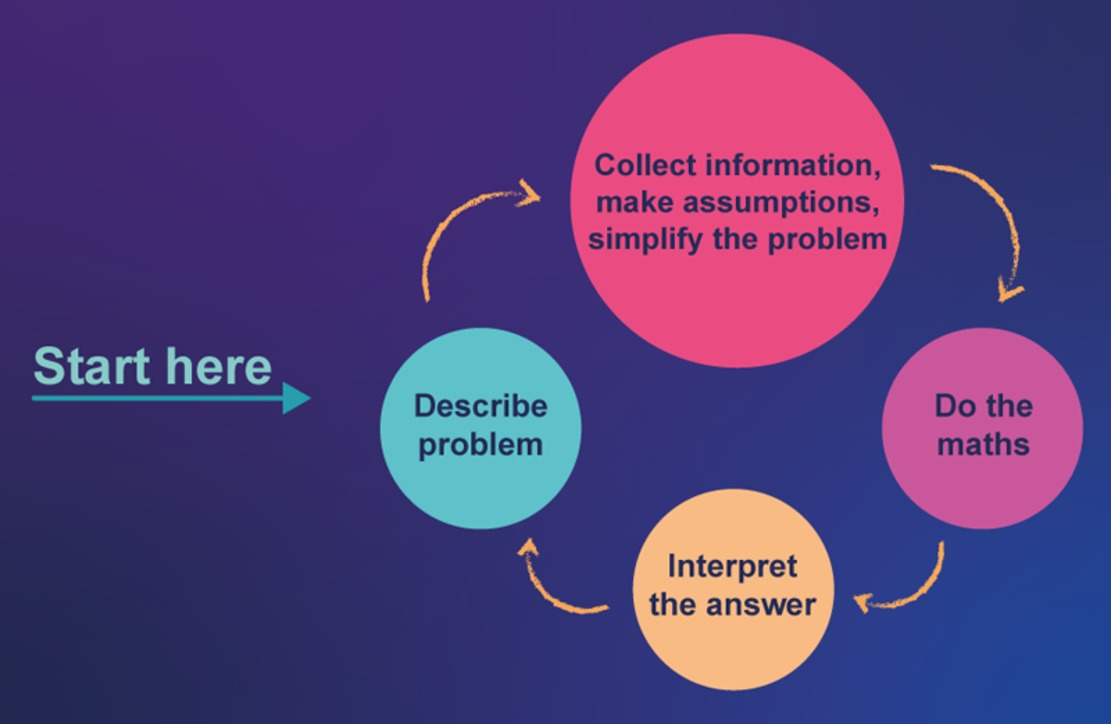 Start here
Describe
problem
Collect information,
make assumptions,
simplify the problem
Do the
maths
Interpret
the answer